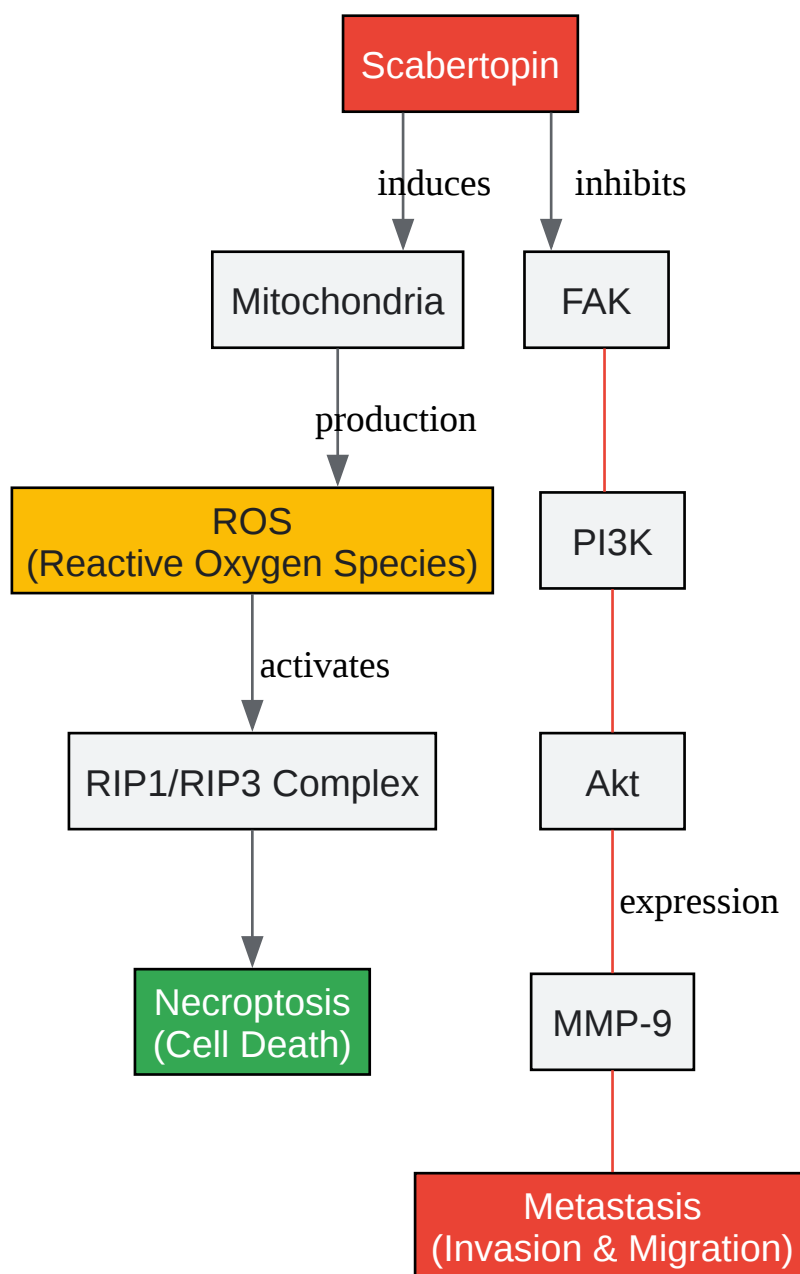 Scabertopin
induces
inhibits
Mitochondria
FAK
production
ROS
(Reactive Oxygen Species)
PI3K
activates
RIP1/RIP3 Complex
Akt
expression
Necroptosis
(Cell Death)
MMP-9
Metastasis
(Invasion & Migration)